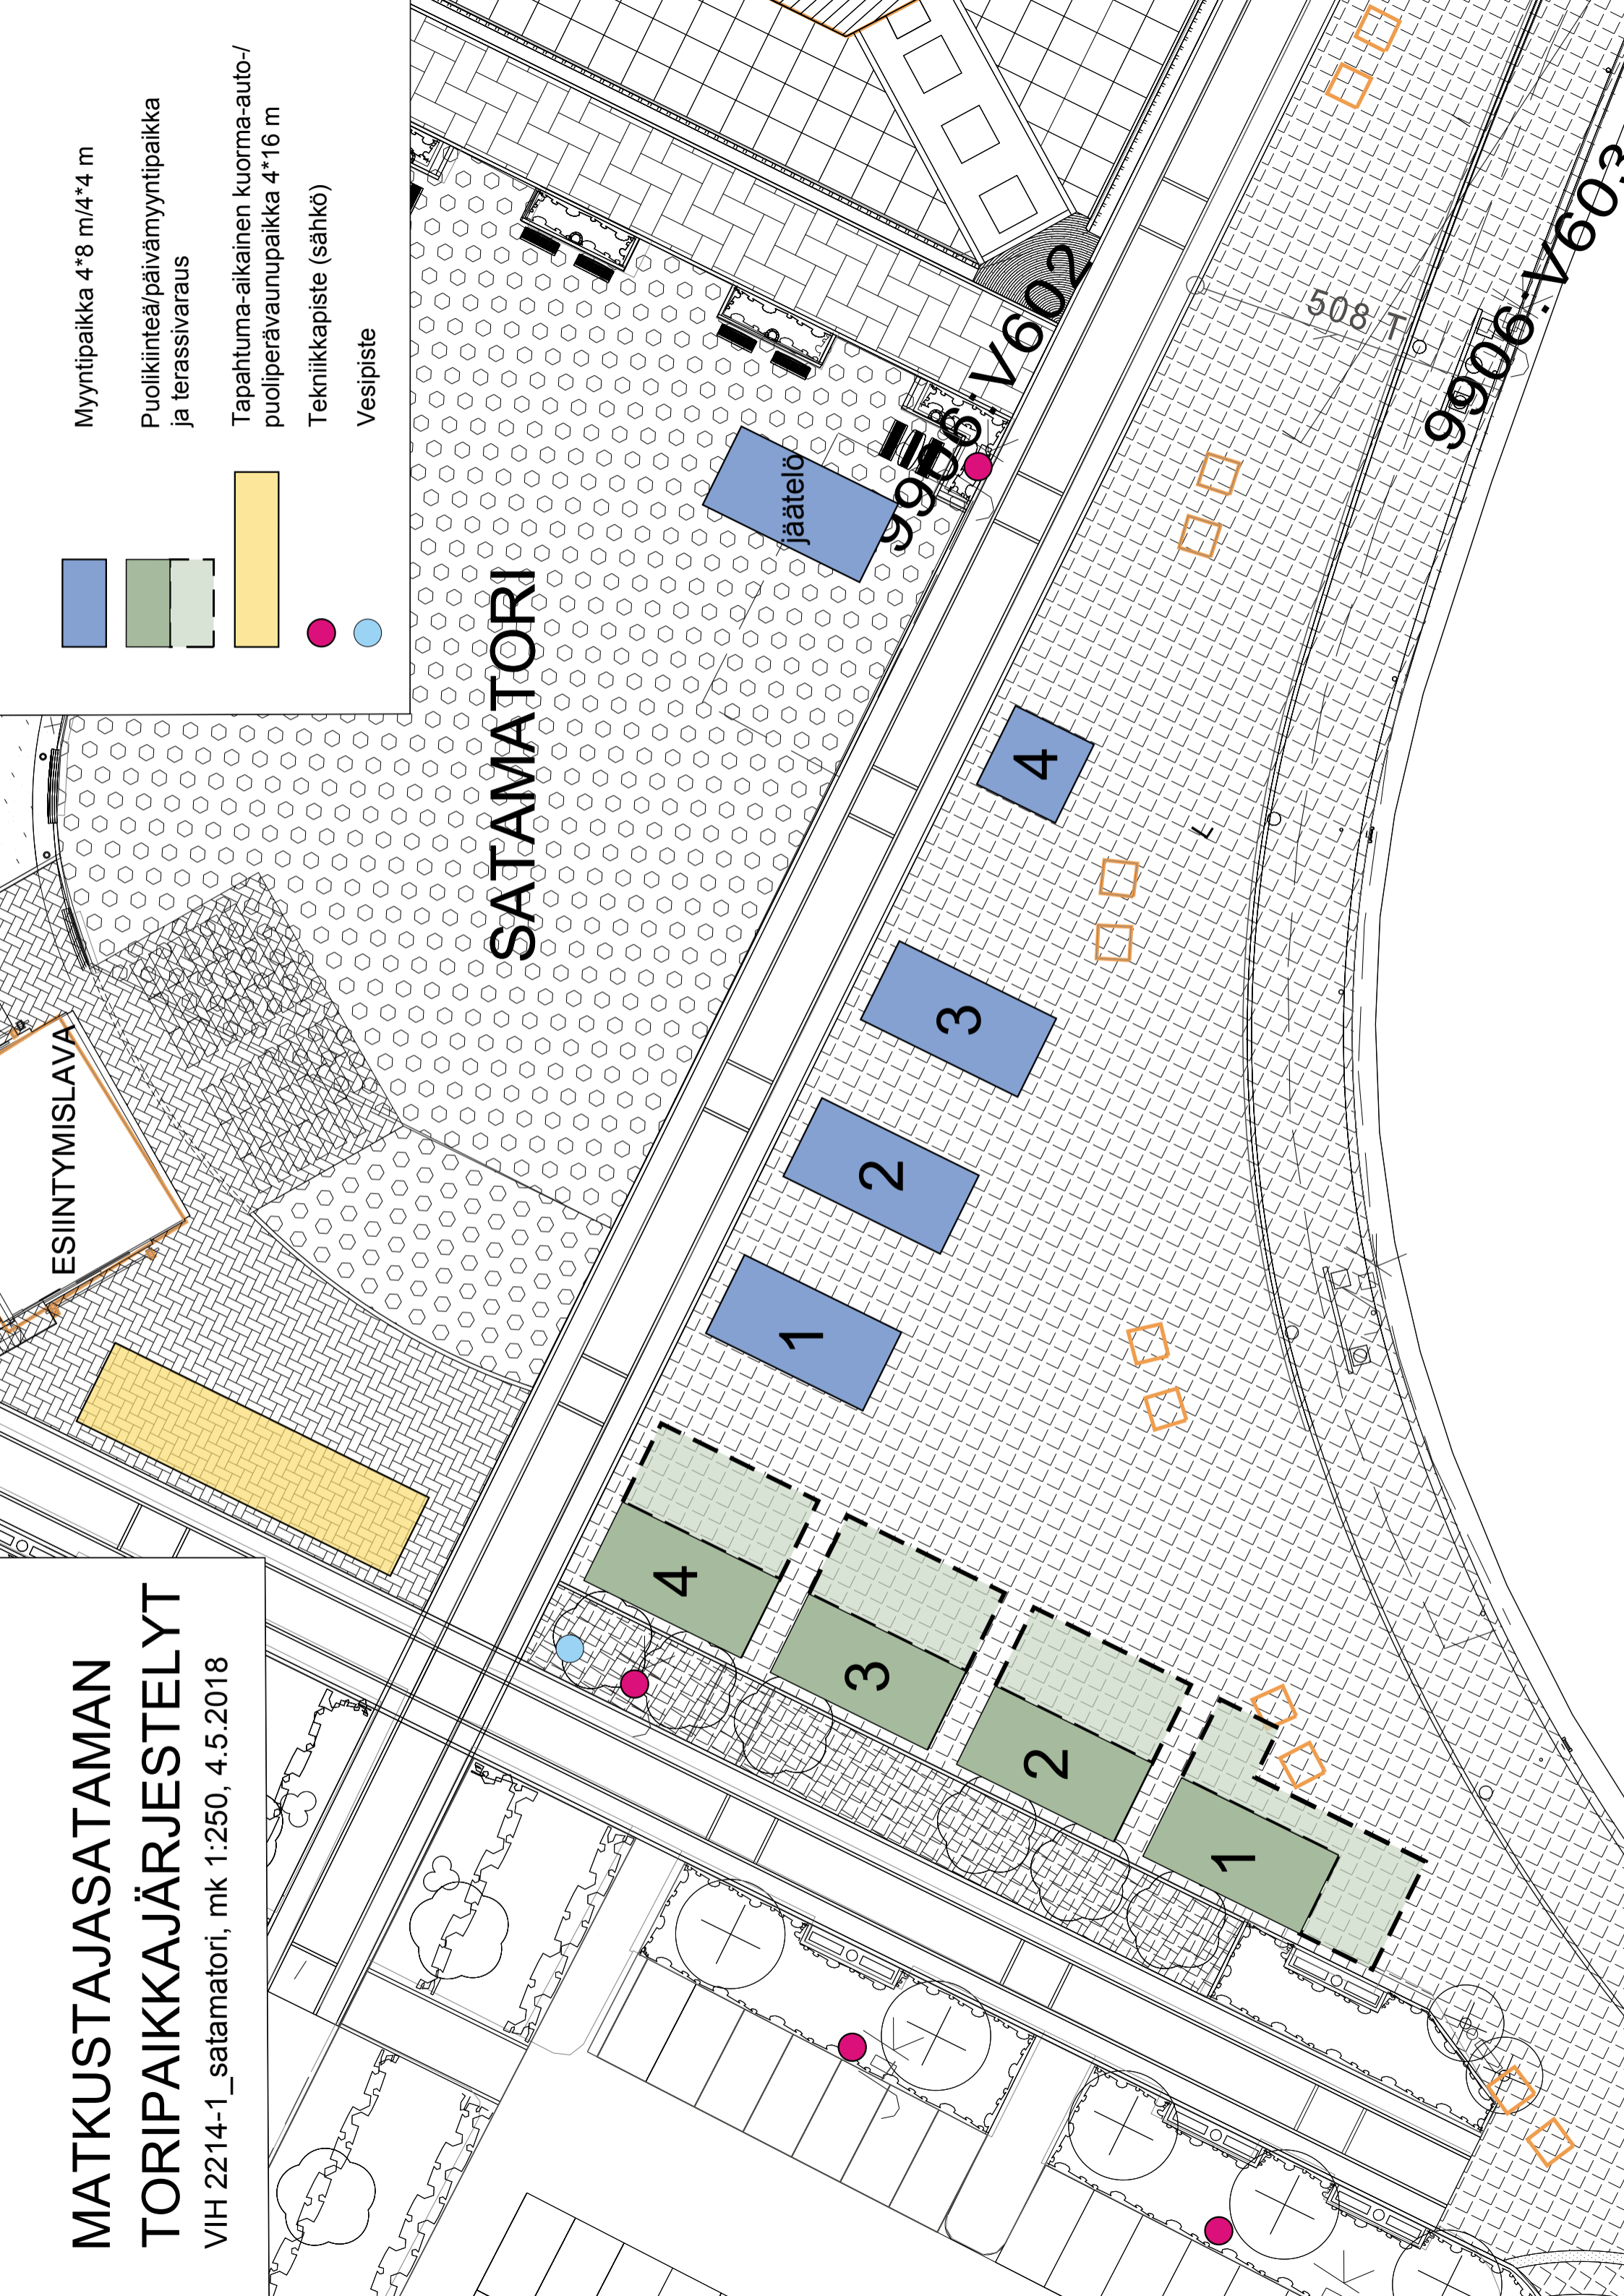 MATKUSTAJASATAMAN
TORIPAIKKAJÄRJESTELYT
VIH 2214-1_satamatori, mk 1:250, 4.5.2018
Myyntipaikka 4*8 m/4*4 m
Puolikiinteä/päivämyyntipaikka
ja terassivaraus
Tapahtuma-aikainen kuorma-auto-/
puoliperävaunupaikka 4*16 m
Tekniikkapiste (sähkö)
Vesipiste
ESIINTYMISLAVA
SATAMATORI
jäätelö
9906:V602
508 T
9906:V603
4
3
2
1
1
2
3
4